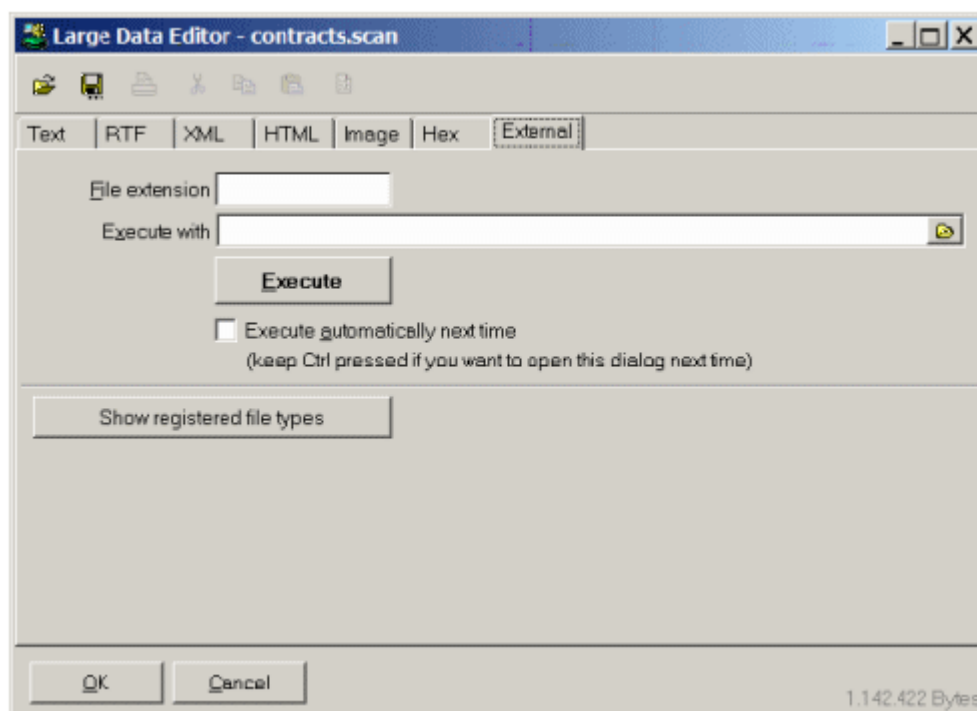 Large Data Editor - contracts.scan
Text RTF XML HTML Image Hex External
File extension
Execute with
Execute
Execute automatically next time
(keep Ctrl pressed if you want to open this dialog next time)
Show registered file types
OK Cancel
1.142.422 Bytes